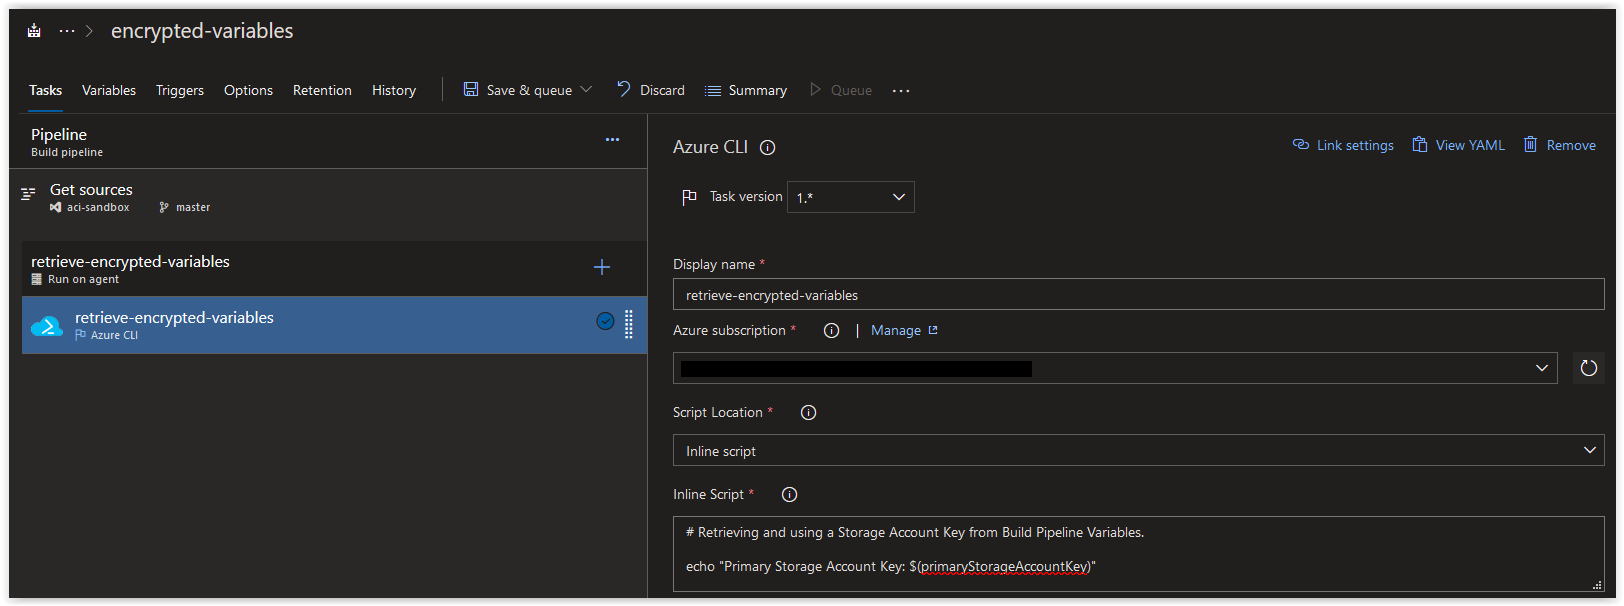 ··· > encrypted-variables
Tasks Variables Triggers Options Retention History Save & queue Discard Summary Queue ···
Pipeline
Build pipeline
Get sources
aci-sandbox master
retrieve-encrypted-variables
Run on agent
retrieve-encrypted-variables
Azure CLI
Azure CLI
Link settings View YAML Remove
Task version 1.*
Display name *
retrieve-encrypted-variables
Azure subscription * | Manage
Script Location *
Inline script
Inline Script *
# Retrieving and using a Storage Account Key from Build Pipeline Variables.
echo "Primary Storage Account Key: $(primaryStorageAccountKey)"